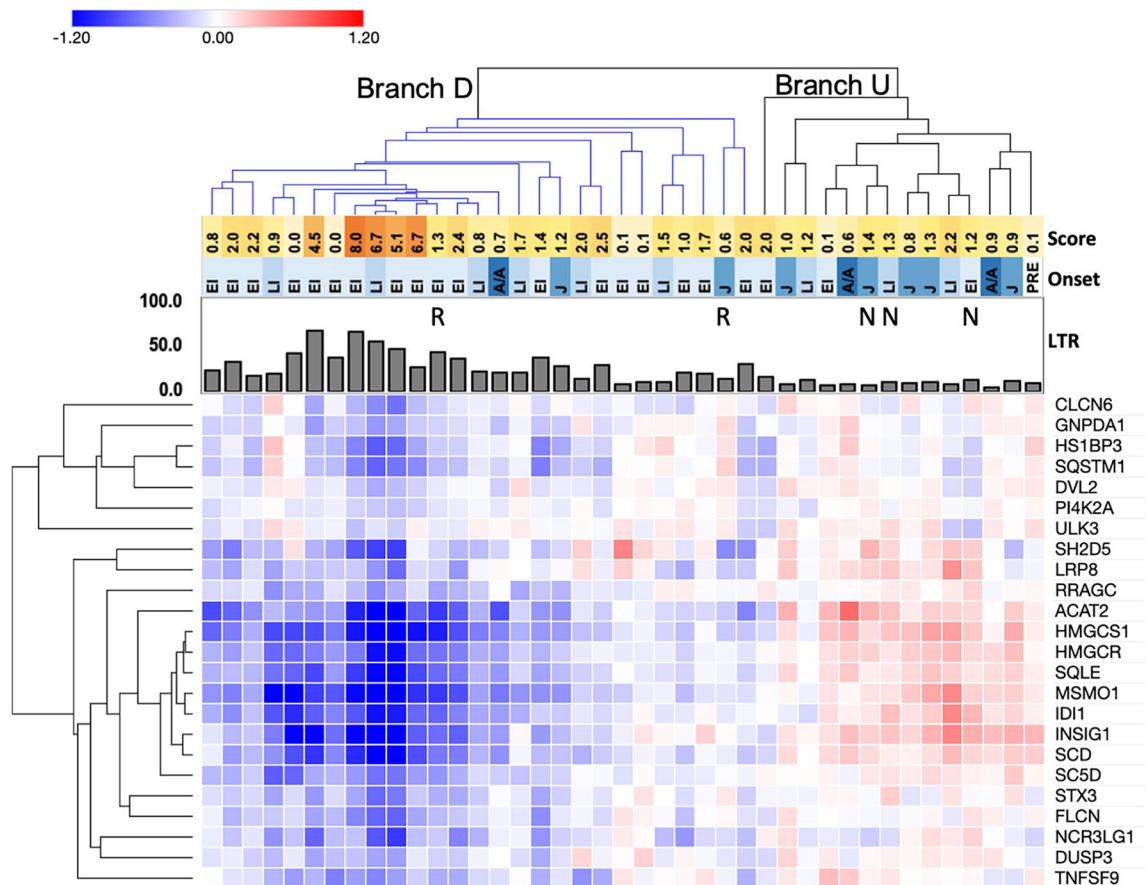 -1.20 0.00 1.20
Branch D Branch U
0.8 2.0 2.2 0.9 0.0 4.5 0.0 8.0 6.7 5.1 6.7 1.3 2.4 0.8 0.7 1.7 1.4 1.2 2.0 2.5 0.1 0.1 1.5 1.0 1.7 0.6 2.0 2.0 1.0 1.2 0.1 0.6 1.4 1.3 0.8 1.3 2.2 1.2 0.9 0.9 0.1 Score
EI EI EI LI EI EI EI EI LI EI EI EI EI LI A/A LI EI J LI EI EI EI LI EI EI J EI EI J LI EI A/A J LI J J LI EI A/A J PRE Onset
100.0
R R N N N
LTR
50.0
0.0
CLCN6
GNPDA1
HS1BP3
SQSTM1
DVL2
PI4K2A
ULK3
SH2D5
LRP8
RRAGC
ACAT2
HMGCS1
HMGCR
SQLE
MSMO1
IDI1
INSIG1
SCD
SC5D
STX3
FLCN
NCR3LG1
DUSP3
TNFSF9